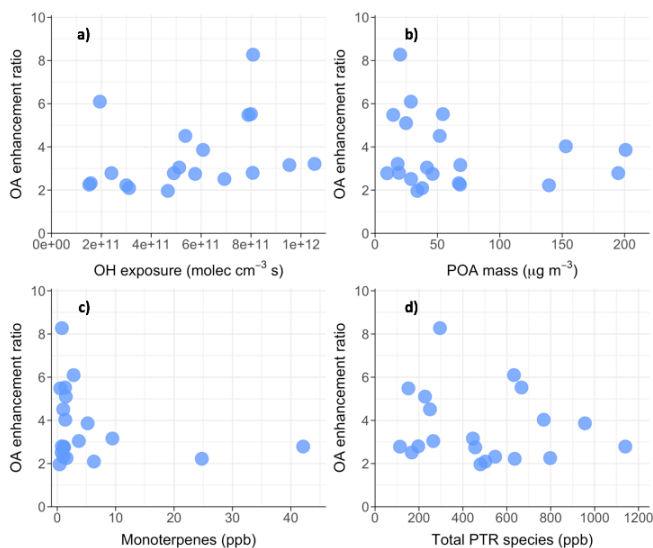 a)
OA enhancement ratio
10
8
6
4
2
0
0e+00 2e+11 4e+11 6e+11 8e+11 1e+12
OH exposure (molec cm⁻³ s)
b)
OA enhancement ratio
10
8
6
4
2
0
0 50 100 150 200
POA mass (μg m⁻³)
c)
OA enhancement ratio
10
8
6
4
2
0
0 10 20 30 40
Monoterpenes (ppb)
d)
OA enhancement ratio
10
8
6
4
2
0
0 200 400 600 800 1000 1200
Total PTR species (ppb)